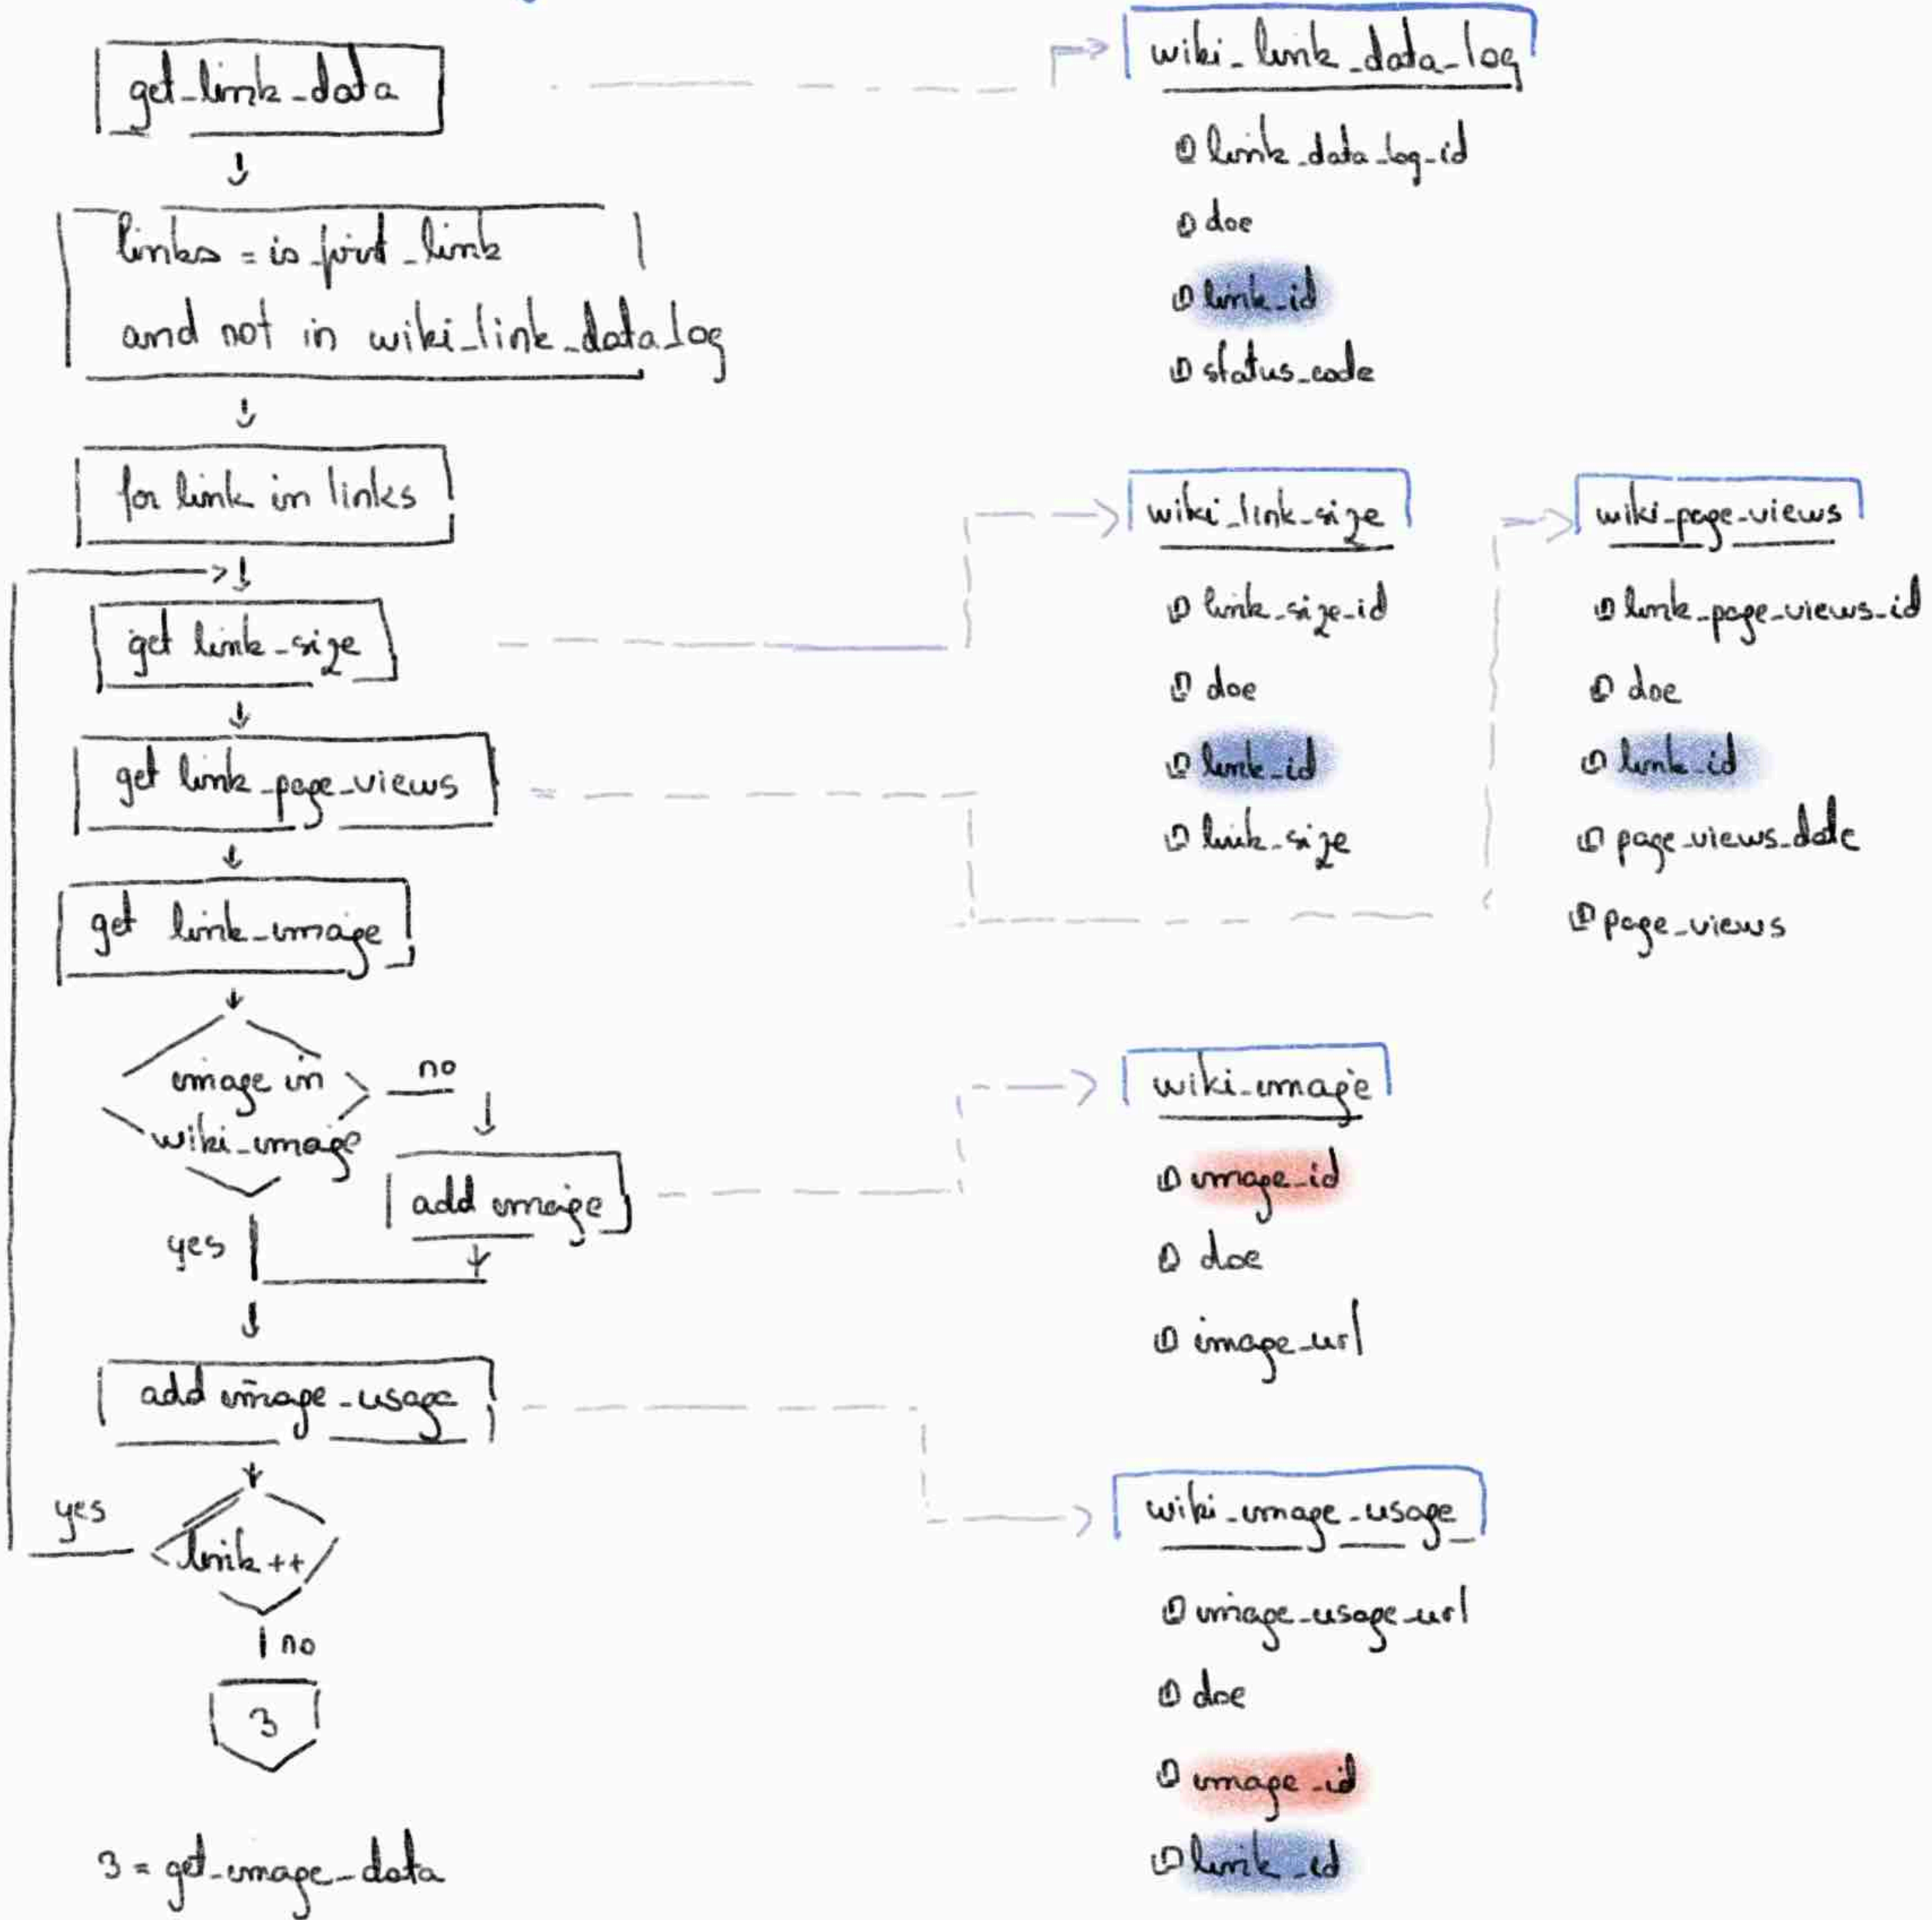 get_link_data
links = is_first_link
and not in wiki_link_data_log
for link in links
get link_size
get link_page_views
get link_image
image in
wiki_image
no
add image
yes
add image_usage
link ++
yes
no
3
3 = get_image_data
wiki_link_data_log
link_data_log_id
doe
link_id
status_code
wiki_link_size
link_size_id
doe
link_id
link_size
wiki_page_views
link_page_views_id
doe
link_id
page_views_date
page_views
wiki_image
image_id
doe
image_url
wiki_image_usage
image_usage_url
doe
image_id
link_id